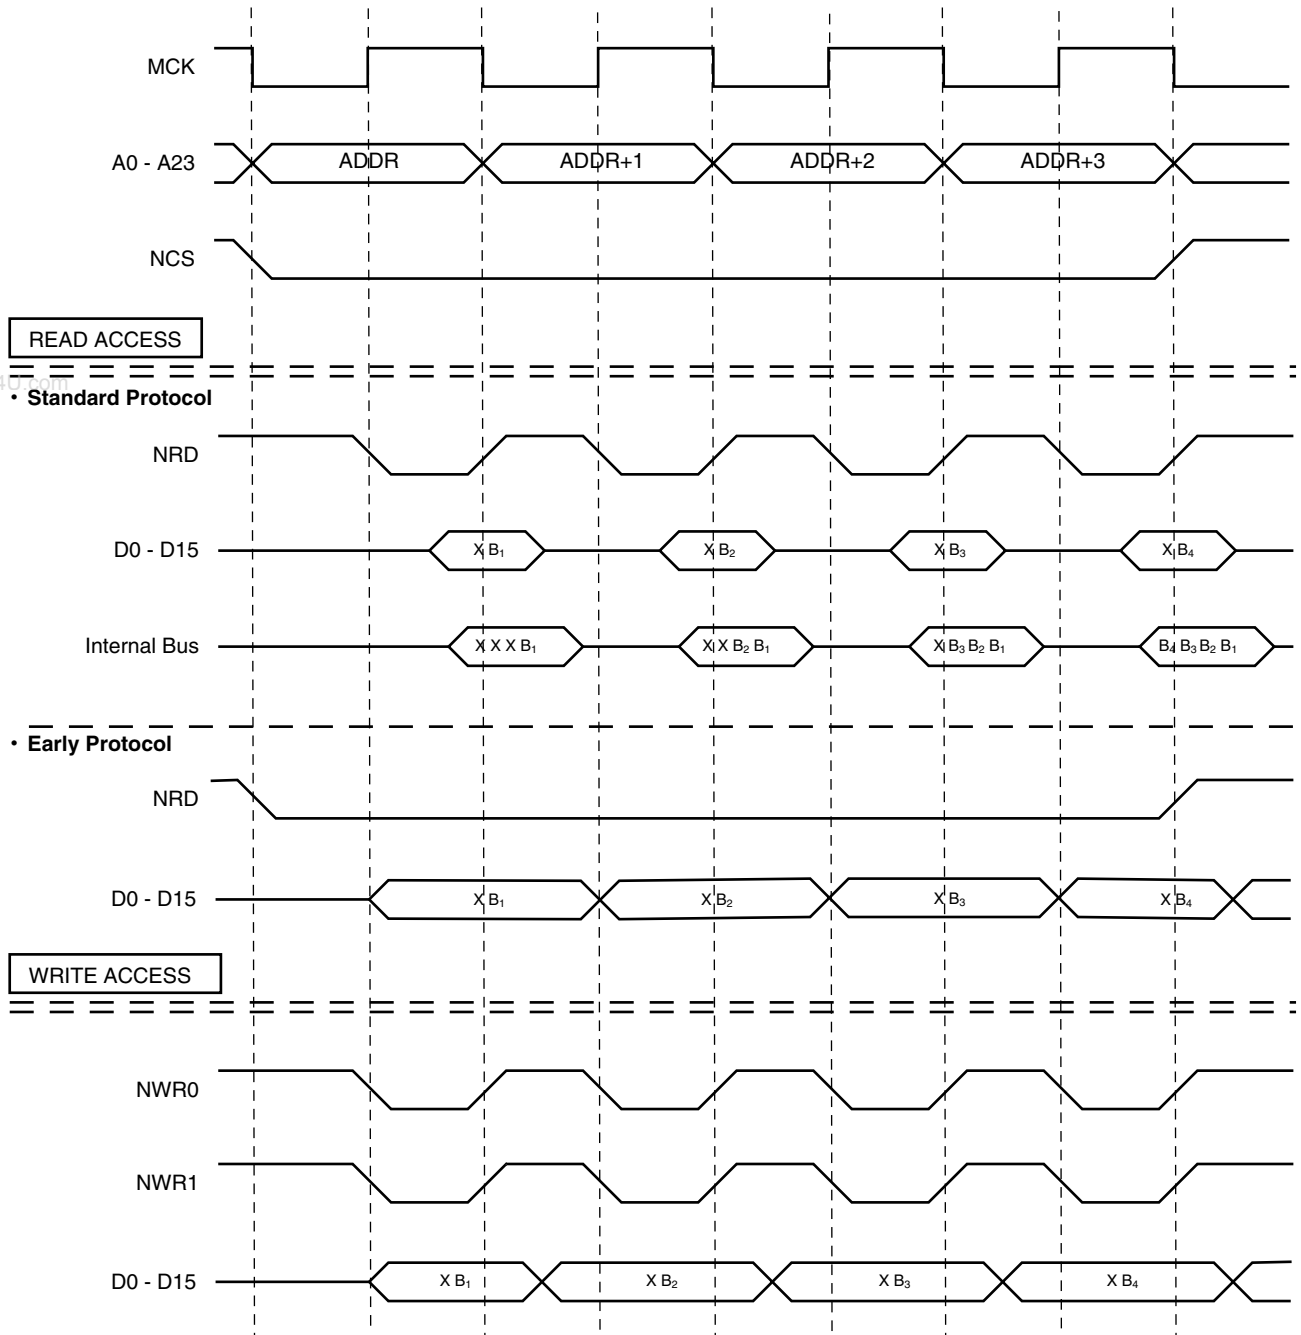 MCK
A0 - A23 ADDR ADDR+1 ADDR+2 ADDR+3
NCS
READ ACCESS
4U.com
• Standard Protocol
NRD
D0 - D15 X B₁ X B₂ X B₃ X B₄
Internal Bus X X X B₁ X X B₂ B₁ X B₃ B₂ B₁ B₄ B₃ B₂ B₁
• Early Protocol
NRD
D0 - D15 X B₁ X B₂ X B₃ X B₄
WRITE ACCESS
NWR0
NWR1
D0 - D15 X B₁ X B₂ X B₃ X B₄